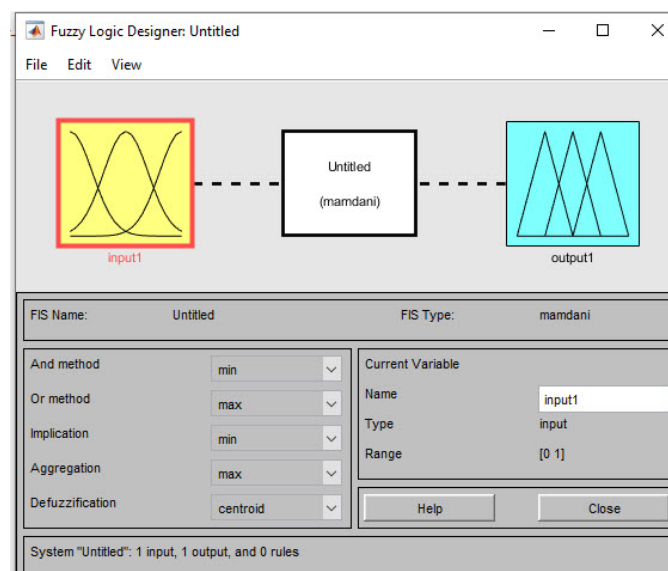 Fuzzy Logic Designer: Untitled
File Edit View
Untitled
(mamdani)
input1
output1
FIS Name: Untitled FIS Type: mamdani
And method min
Or method max
Implication min
Aggregation max
Defuzzification centroid
Current Variable
Name input1
Type input
Range [0 1]
Help Close
System "Untitled": 1 input, 1 output, and 0 rules